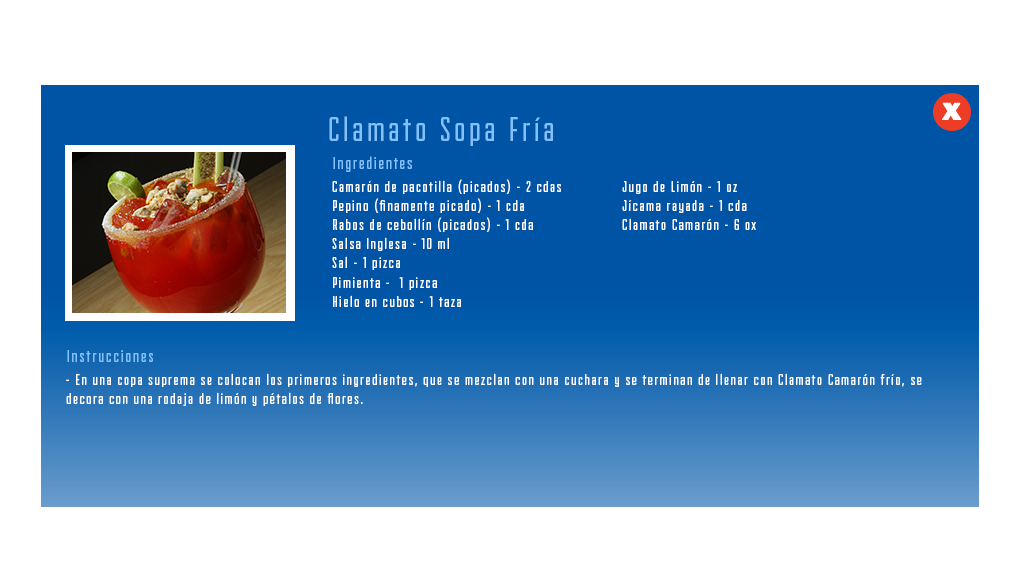 X
Clamato Sopa Fría
Ingredientes
Camarón de pacotilla (picados) - 2 cdas
Pepino (finamente picado) - 1 cda
Rabos de cebollín (picados) - 1 cda
Salsa Inglesa - 10 ml
Sal - 1 pizca
Pimienta - 1 pizca
Hielo en cubos - 1 taza
Jugo de Limón - 1 oz
Jícama rayada - 1 cda
Clamato Camarón - 6 ox
Instrucciones
- En una copa suprema se colocan los primeros ingredientes, que se mezclan con una cuchara y se terminan de llenar con Clamato Camarón frío, se
decora con una rodaja de limón y pétalos de flores.